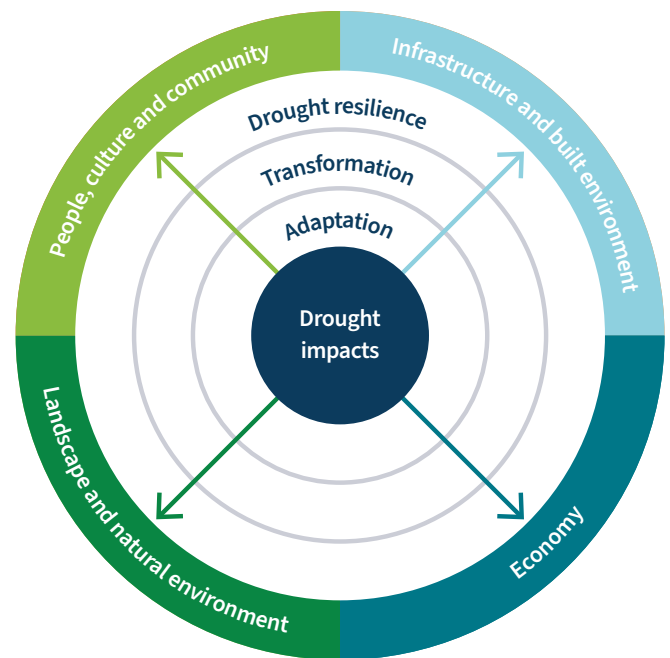 People, culture and community
Infrastructure and built environment
Drought resilience
Transformation
Adaptation
Drought
impacts
Landscape and natural environment
Economy